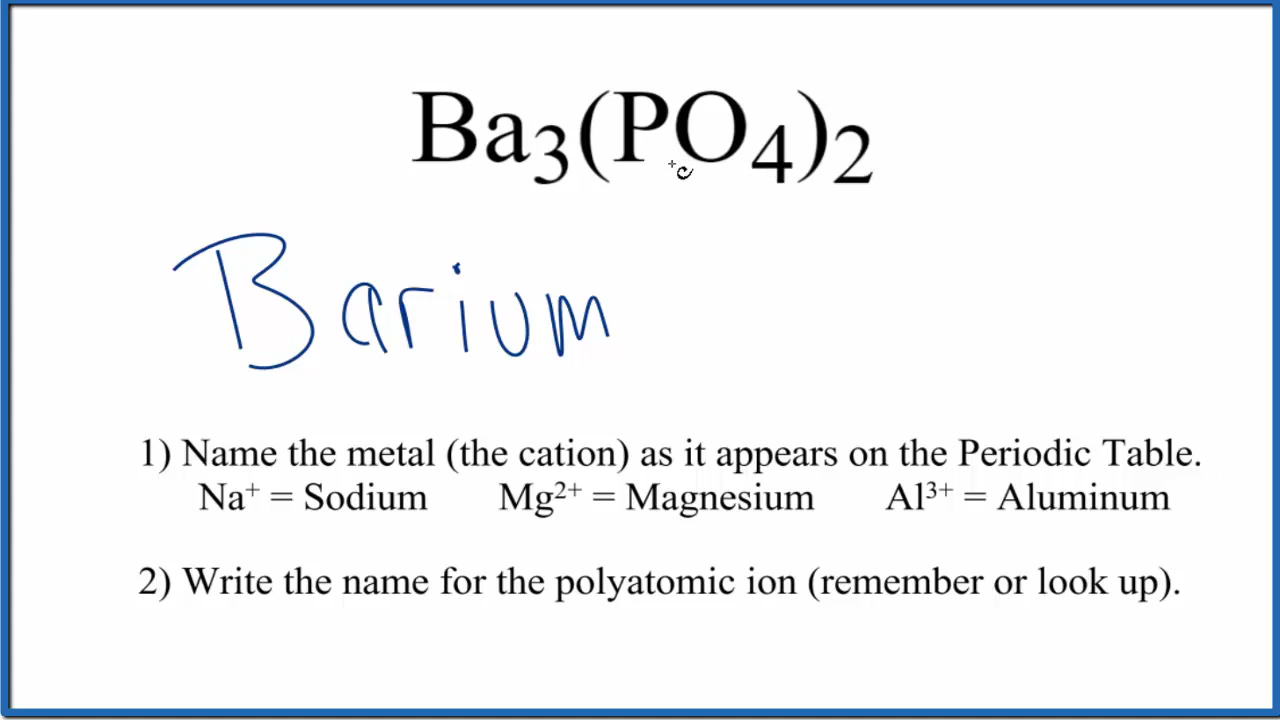 Ba₃(PO₄)₂
Barium
1) Name the metal (the cation) as it appears on the Periodic Table.
Na⁺ = Sodium Mg²⁺ = Magnesium Al³⁺ = Aluminum
2) Write the name for the polyatomic ion (remember or look up).